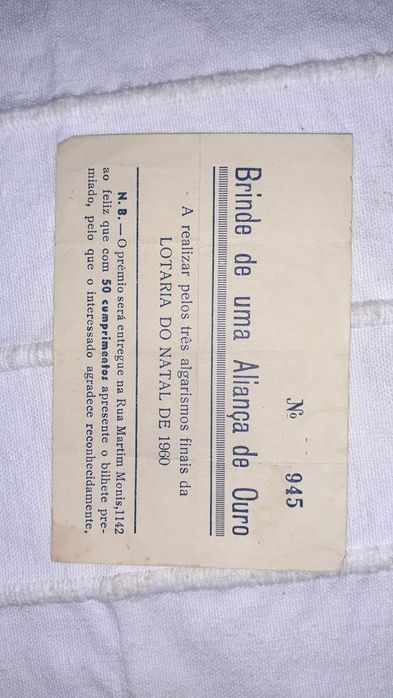 Nº 945
Brinde de uma Aliança de Ouro
A realizar pelos três algarismos finais da
LOTARIA DO NATAL DE 1960
N. B. — O prémio será entregue na Rua Martim Monis,1142
ao feliz que com 50 cumprimentos apresente o bilhete pre-
miado, pelo que o interessado agradece reconhecidamente.